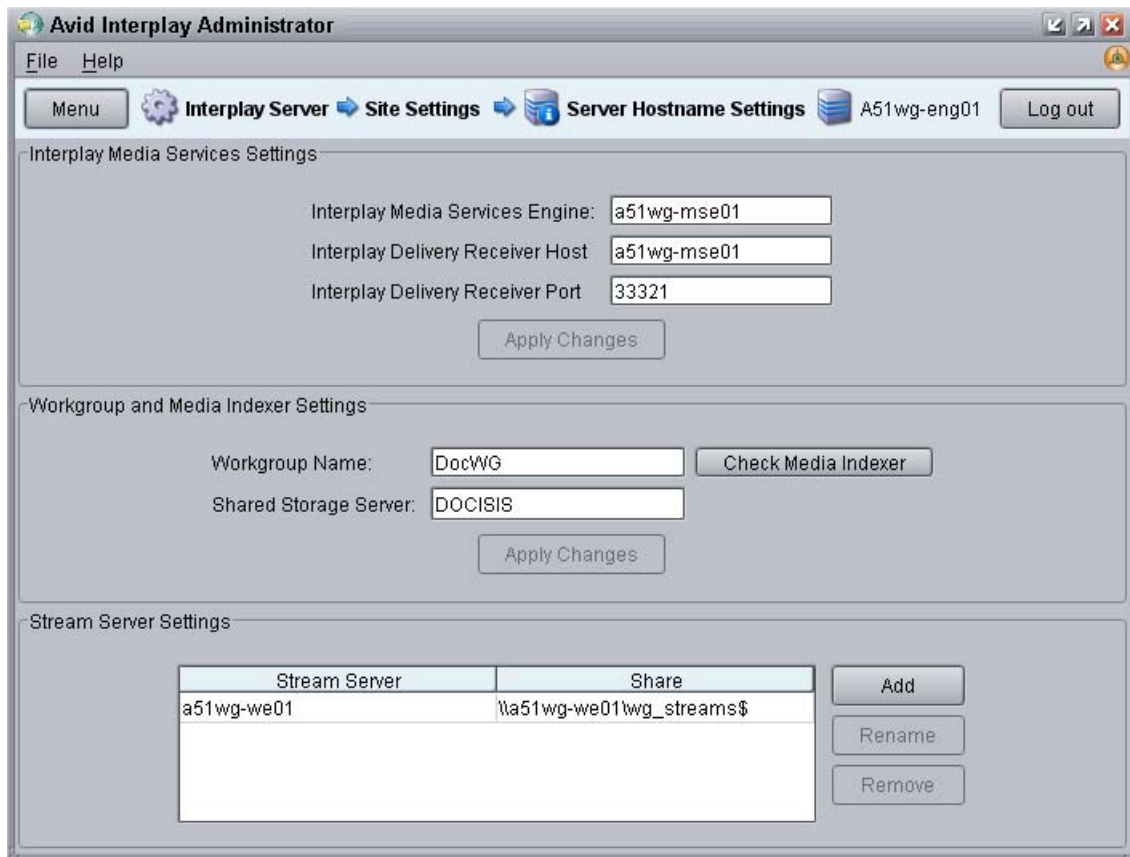 Avid Interplay Administrator
File Help
Menu Interplay Server Site Settings Server Hostname Settings A51wg-eng01 Log out
Interplay Media Services Settings
Interplay Media Services Engine: a51wg-mse01
Interplay Delivery Receiver Host a51wg-mse01
Interplay Delivery Receiver Port 33321
Apply Changes
Workgroup and Media Indexer Settings
Workgroup Name: DocWG Check Media Indexer
Shared Storage Server: DOCISIS
Apply Changes
Stream Server Settings
Stream Server Share Add
a51wg-we01 \\a51wg-we01\wg_streams$
Rename
Remove